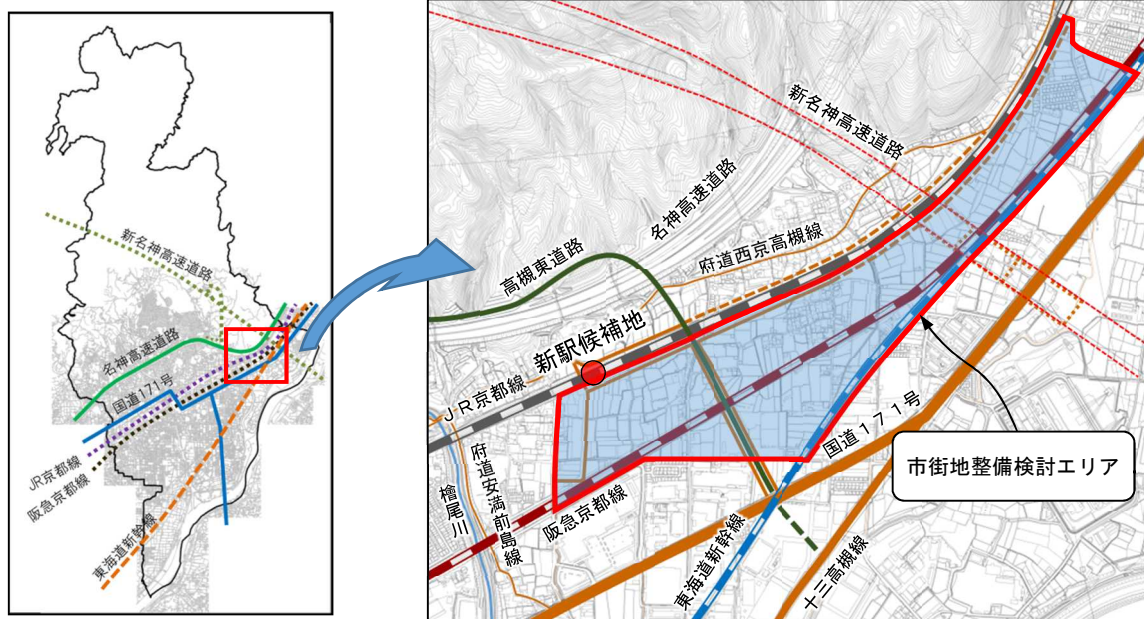 新名神高速道路
名神高速道路
国道171号
JR京都線
阪急京都線
東海道新幹線
新名神高速道路
名神高速道路
高槻東道路
府道西京高槻線
新駅候補地
JR京都線
府道安満前島線
檜尾川
阪急京都線
東海道新幹線
国道171号
十三高槻線
市街地整備検討エリア